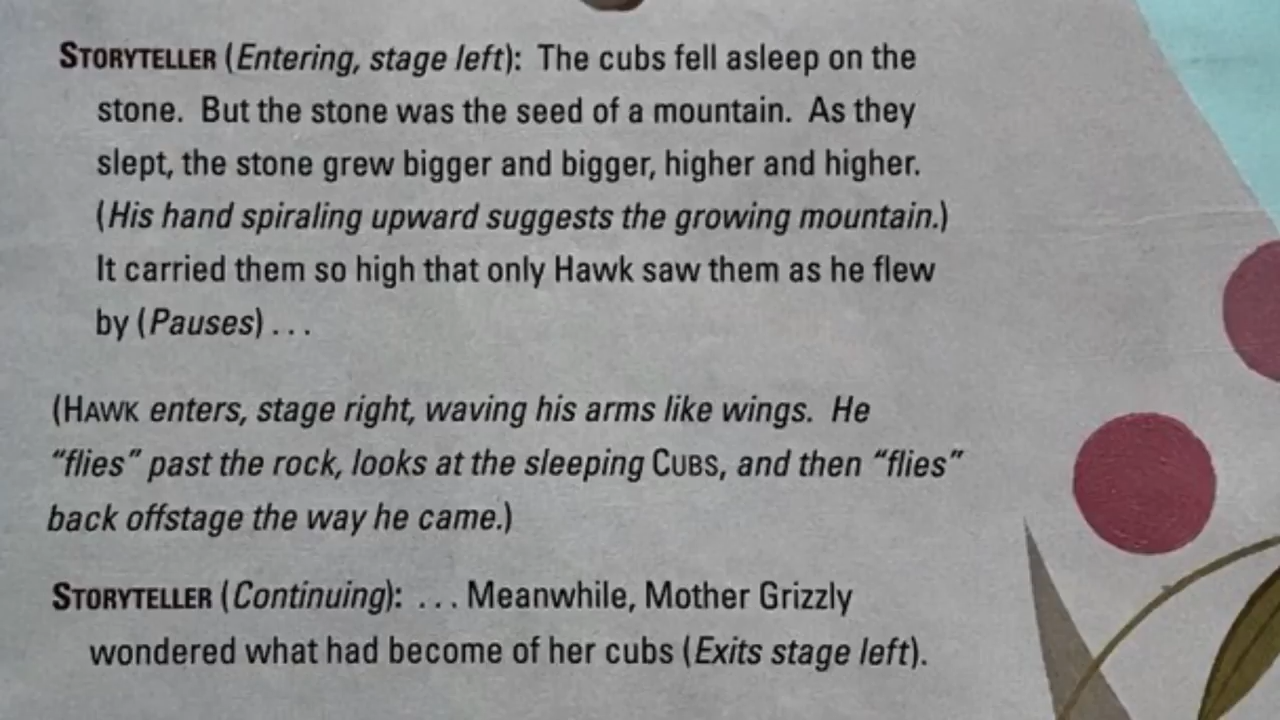 STORYTELLER (Entering, stage left): The cubs fell asleep on the
stone. But the stone was the seed of a mountain. As they
slept, the stone grew bigger and bigger, higher and higher.
(His hand spiraling upward suggests the growing mountain.)
It carried them so high that only Hawk saw them as he flew
by (Pauses) . . .
(HAWK enters, stage right, waving his arms like wings. He
“flies” past the rock, looks at the sleeping CUBS, and then “flies”
back offstage the way he came.)
STORYTELLER (Continuing): . . . Meanwhile, Mother Grizzly
wondered what had become of her cubs (Exits stage left).